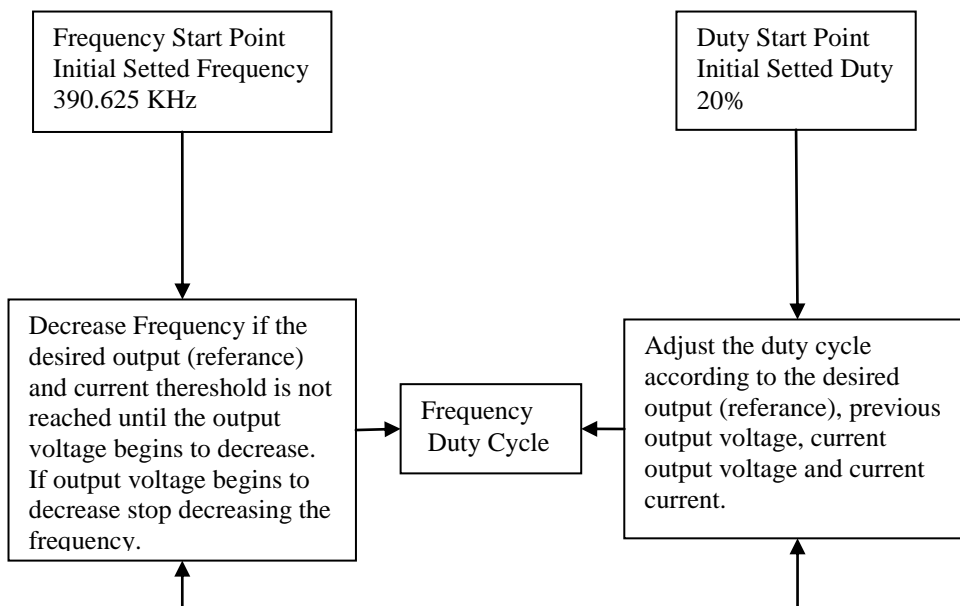 Frequency Start Point
Initial Setted Frequency
390.625 KHz
Duty Start Point
Initial Setted Duty
20%
Decrease Frequency if the
desired output (referance)
and current thereshold is not
reached until the output
voltage begins to decrease.
If output voltage begins to
decrease stop decreasing the
frequency.
Frequency
Duty Cycle
Adjust the duty cycle
according to the desired
output (referance), previous
output voltage, current
output voltage and current
current.